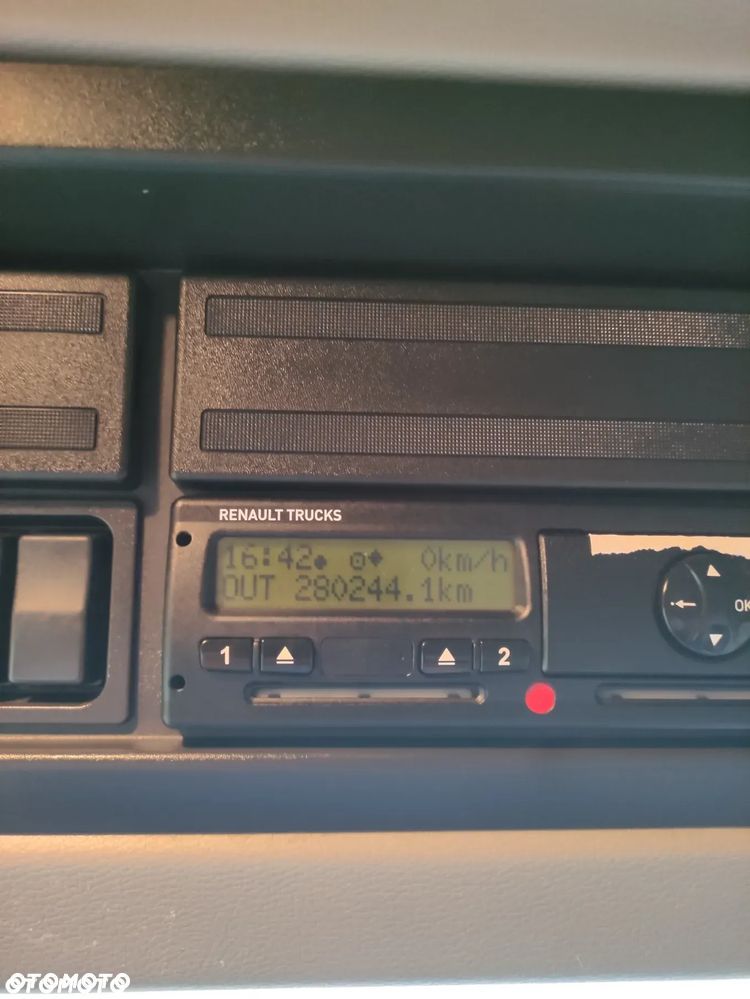 RENAULT TRUCKS
16:42 0km/h
OUT 280244.1km
1
2
OK
OTOMOTO